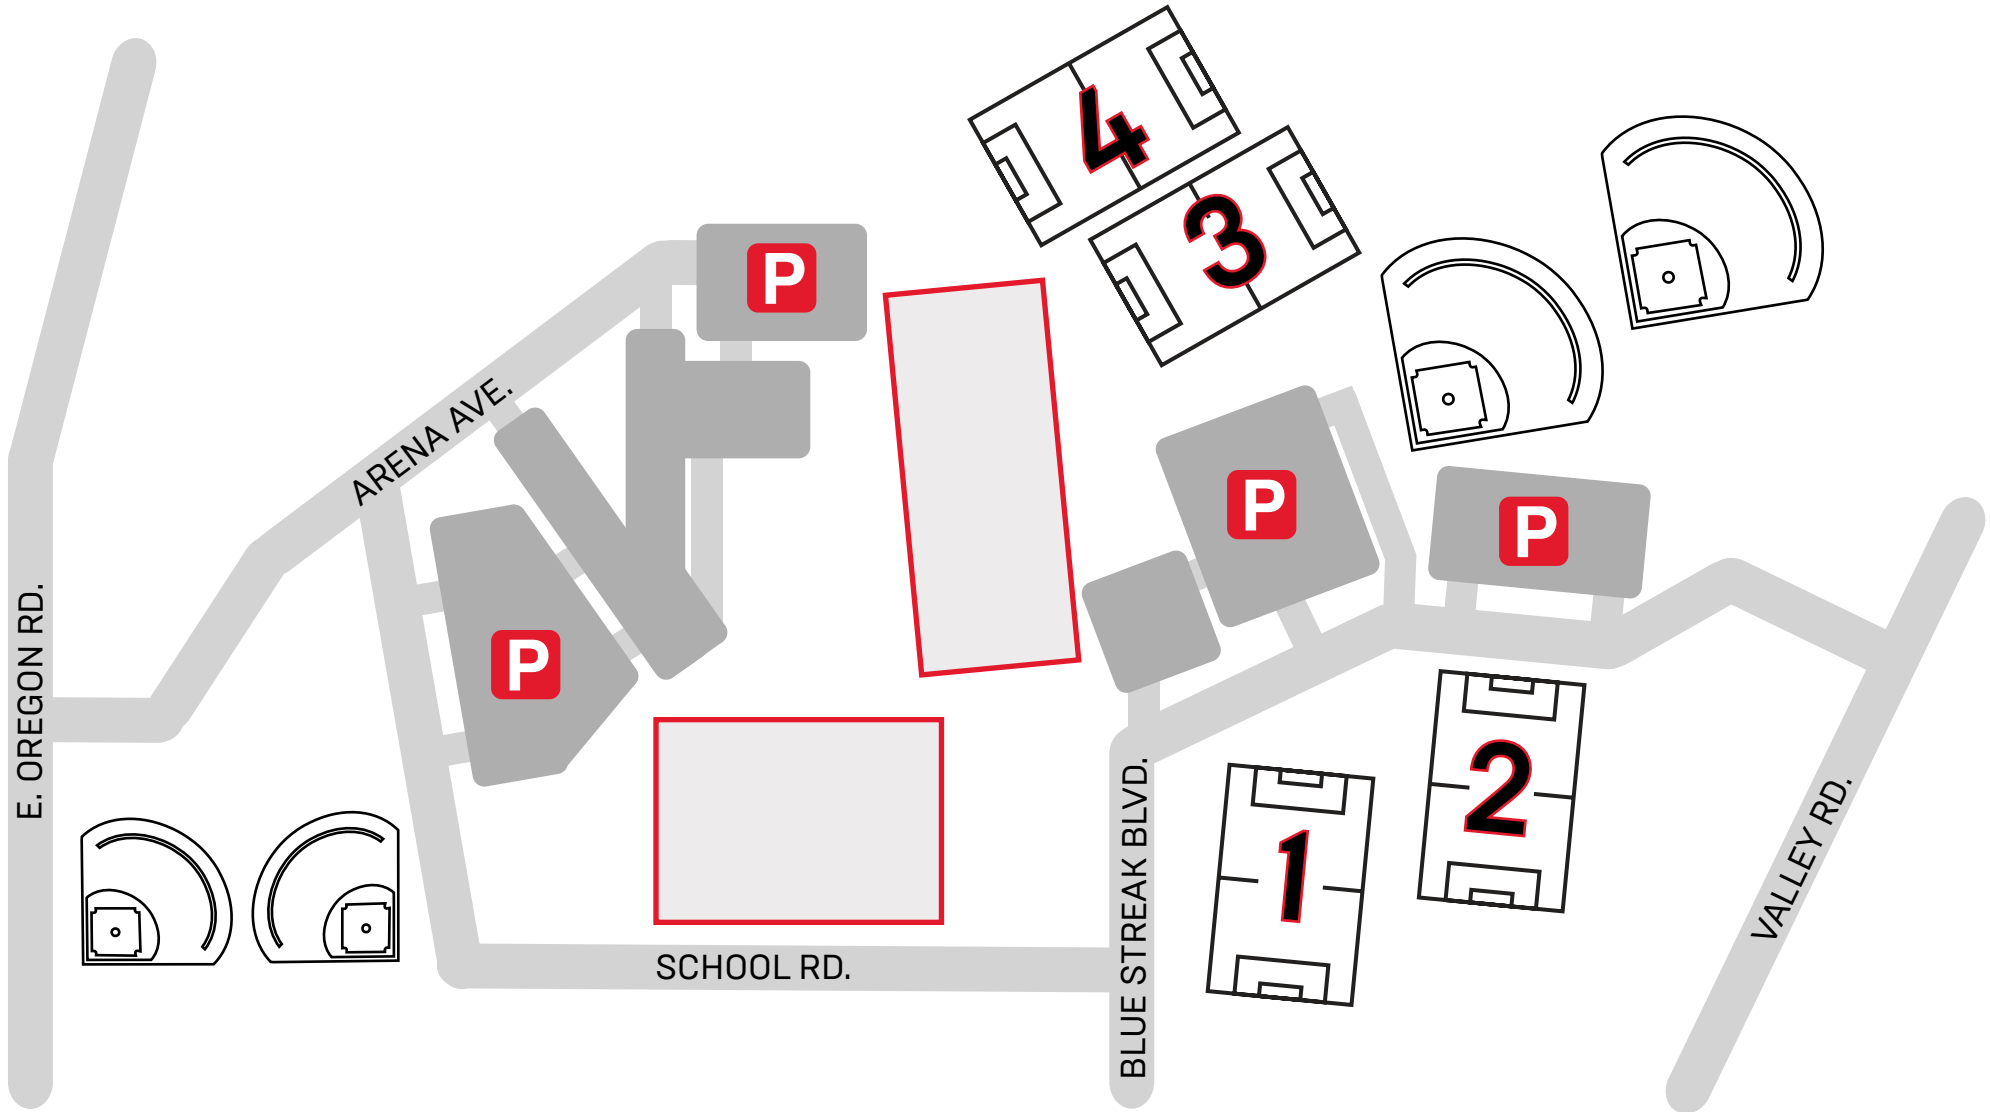 4
3
P
ARENA AVE.
P
P
E. OREGON RD.
P
2
1
BLUE STREAK BLVD.
VALLEY RD.
SCHOOL RD.